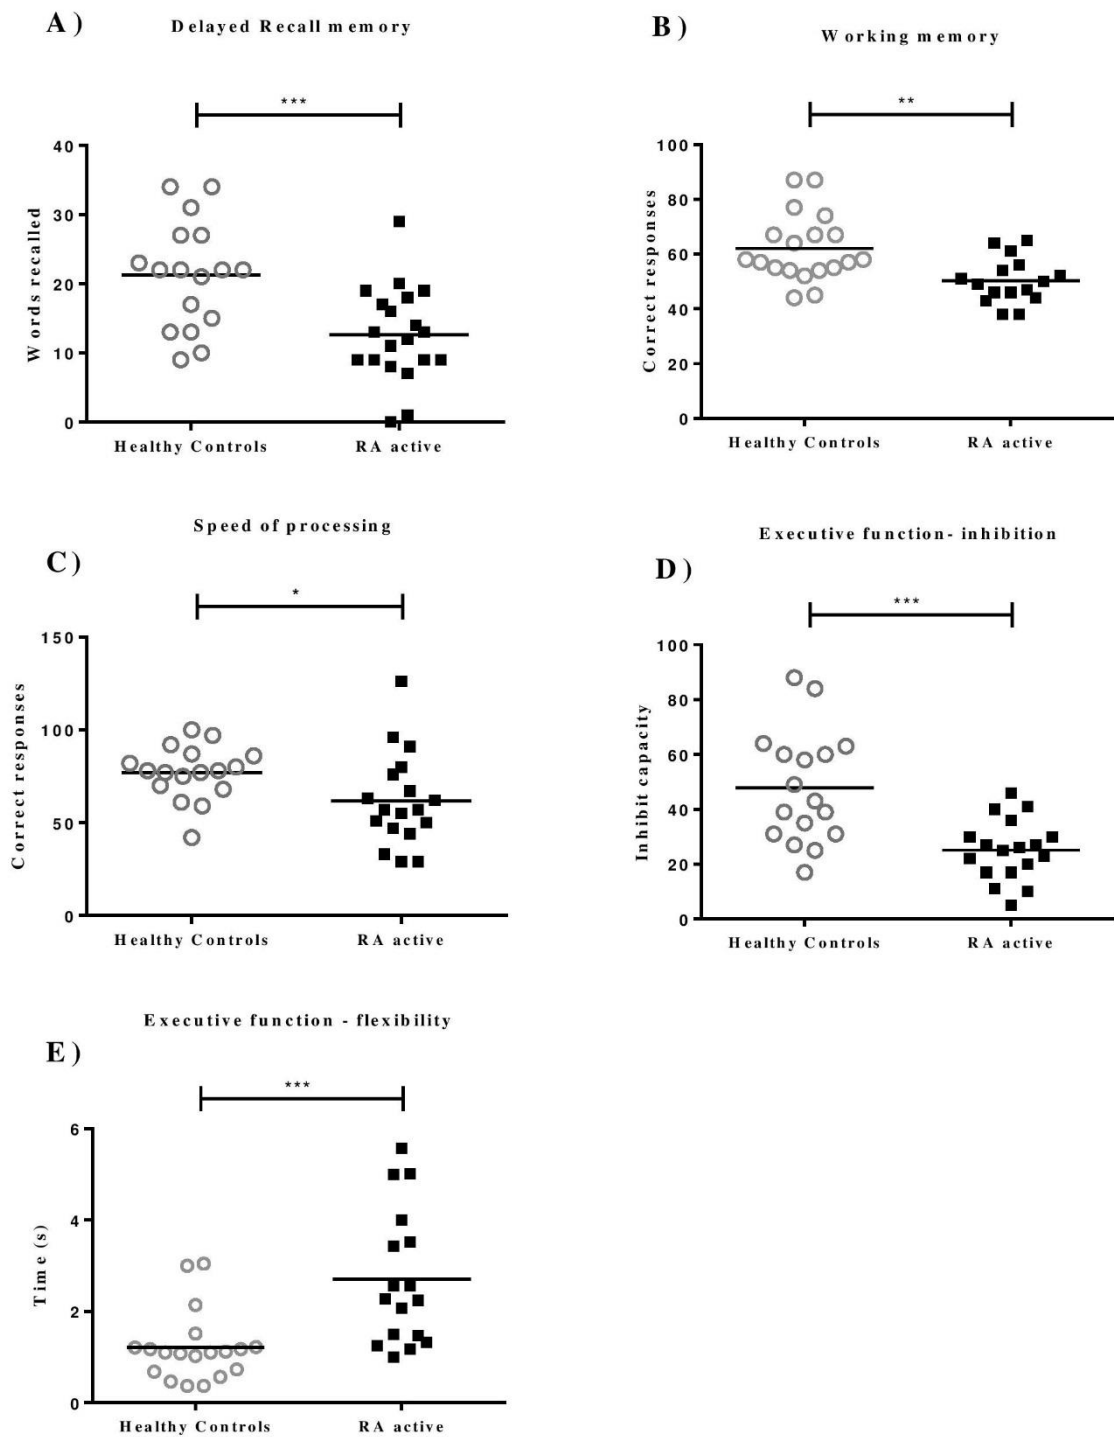 A)
Delayed Recall memory
***
Words recalled
40
30
20
10
0
Healthy Controls
RA active
B)
Working memory
**
Correct responses
100
80
60
40
20
0
Healthy Controls
RA active
C)
Speed of processing
*
Correct responses
150
100
50
0
Healthy Controls
RA active
D)
Executive function- inhibition
***
Inhibit capacity
100
80
60
40
20
0
Healthy Controls
RA active
E)
Executive function - flexibility
***
Time (s)
6
4
2
0
Healthy Controls
RA active